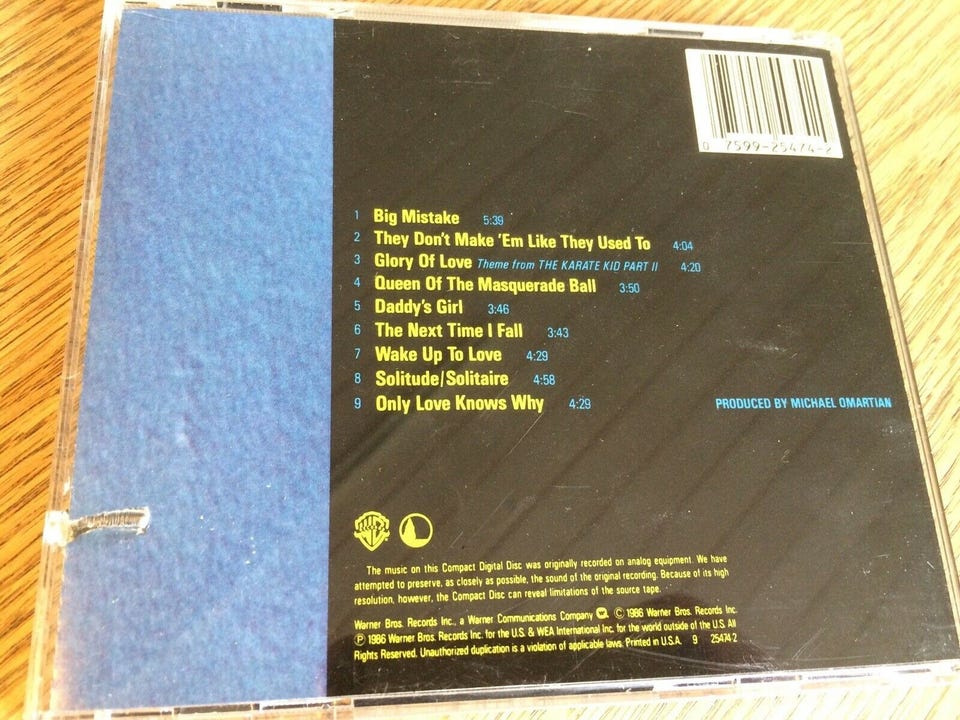 0 7599-25474-2
1 Big Mistake 5:39
2 They Don't Make 'Em Like They Used To 4:04
3 Glory Of Love Theme from THE KARATE KID PART II 4:20
4 Queen Of The Masquerade Ball 3:50
5 Daddy's Girl 3:46
6 The Next Time I Fall 3:43
7 Wake Up To Love 4:29
8 Solitude/Solitaire 4:58
9 Only Love Knows Why 4:29
PRODUCED BY MICHAEL OMARTIAN
The music on this Compact Digital Disc was originally recorded on analog equipment. We have
attempted to preserve, as closely as possible, the sound of the original recording. Because of its high
resolution, however, the Compact Disc can reveal limitations of the source tape.
Warner Bros. Records Inc., a Warner Communications Company © 1986 Warner Bros. Records Inc.
℗ 1986 Warner Bros. Records Inc. for the U.S. & WEA International Inc. for the world outside of the U.S. All
Rights Reserved. Unauthorized duplication is a violation of applicable laws. Printed in U.S.A. 9 25474-2